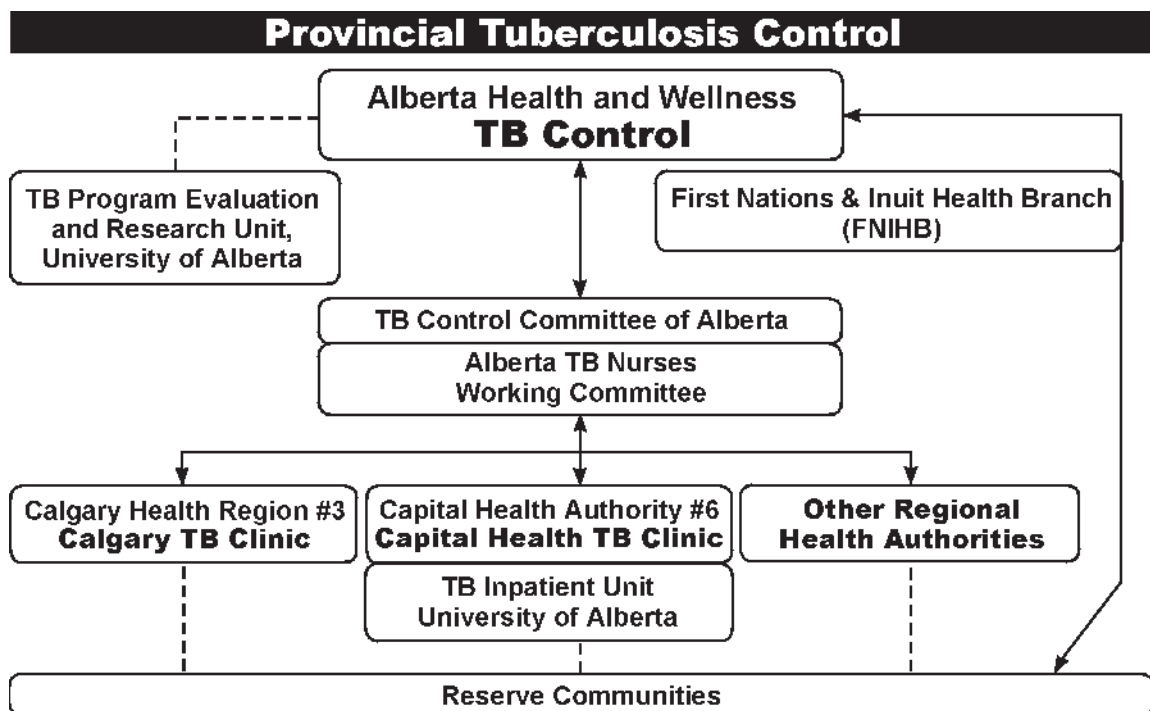 Provincial Tuberculosis Control
Alberta Health and Wellness
TB Control
TB Program Evaluation
and Research Unit,
University of Alberta
First Nations & Inuit Health Branch
(FNIHB)
TB Control Committee of Alberta
Alberta TB Nurses
Working Committee
Calgary Health Region #3
Calgary TB Clinic
Capital Health Authority #6
Capital Health TB Clinic
Other Regional
Health Authorities
TB Inpatient Unit
University of Alberta
Reserve Communities